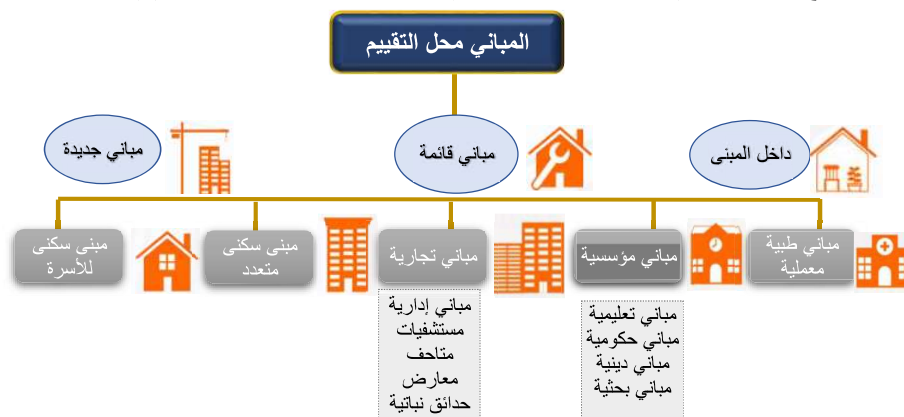 المباني محل التقييم
داخل المبنى
مباني قائمة
مباني جديدة
مباني طبية
معملية
مباني مؤسسية
مباني تجارية
مبنى سكنى
متعدد
مبنى سكنى
للأسرة
مباني تعليمية
مباني حكومية
مباني دينية
مباني بحثية
مباني إدارية
مستشفيات
متاحف
معارض
حدائق نباتية